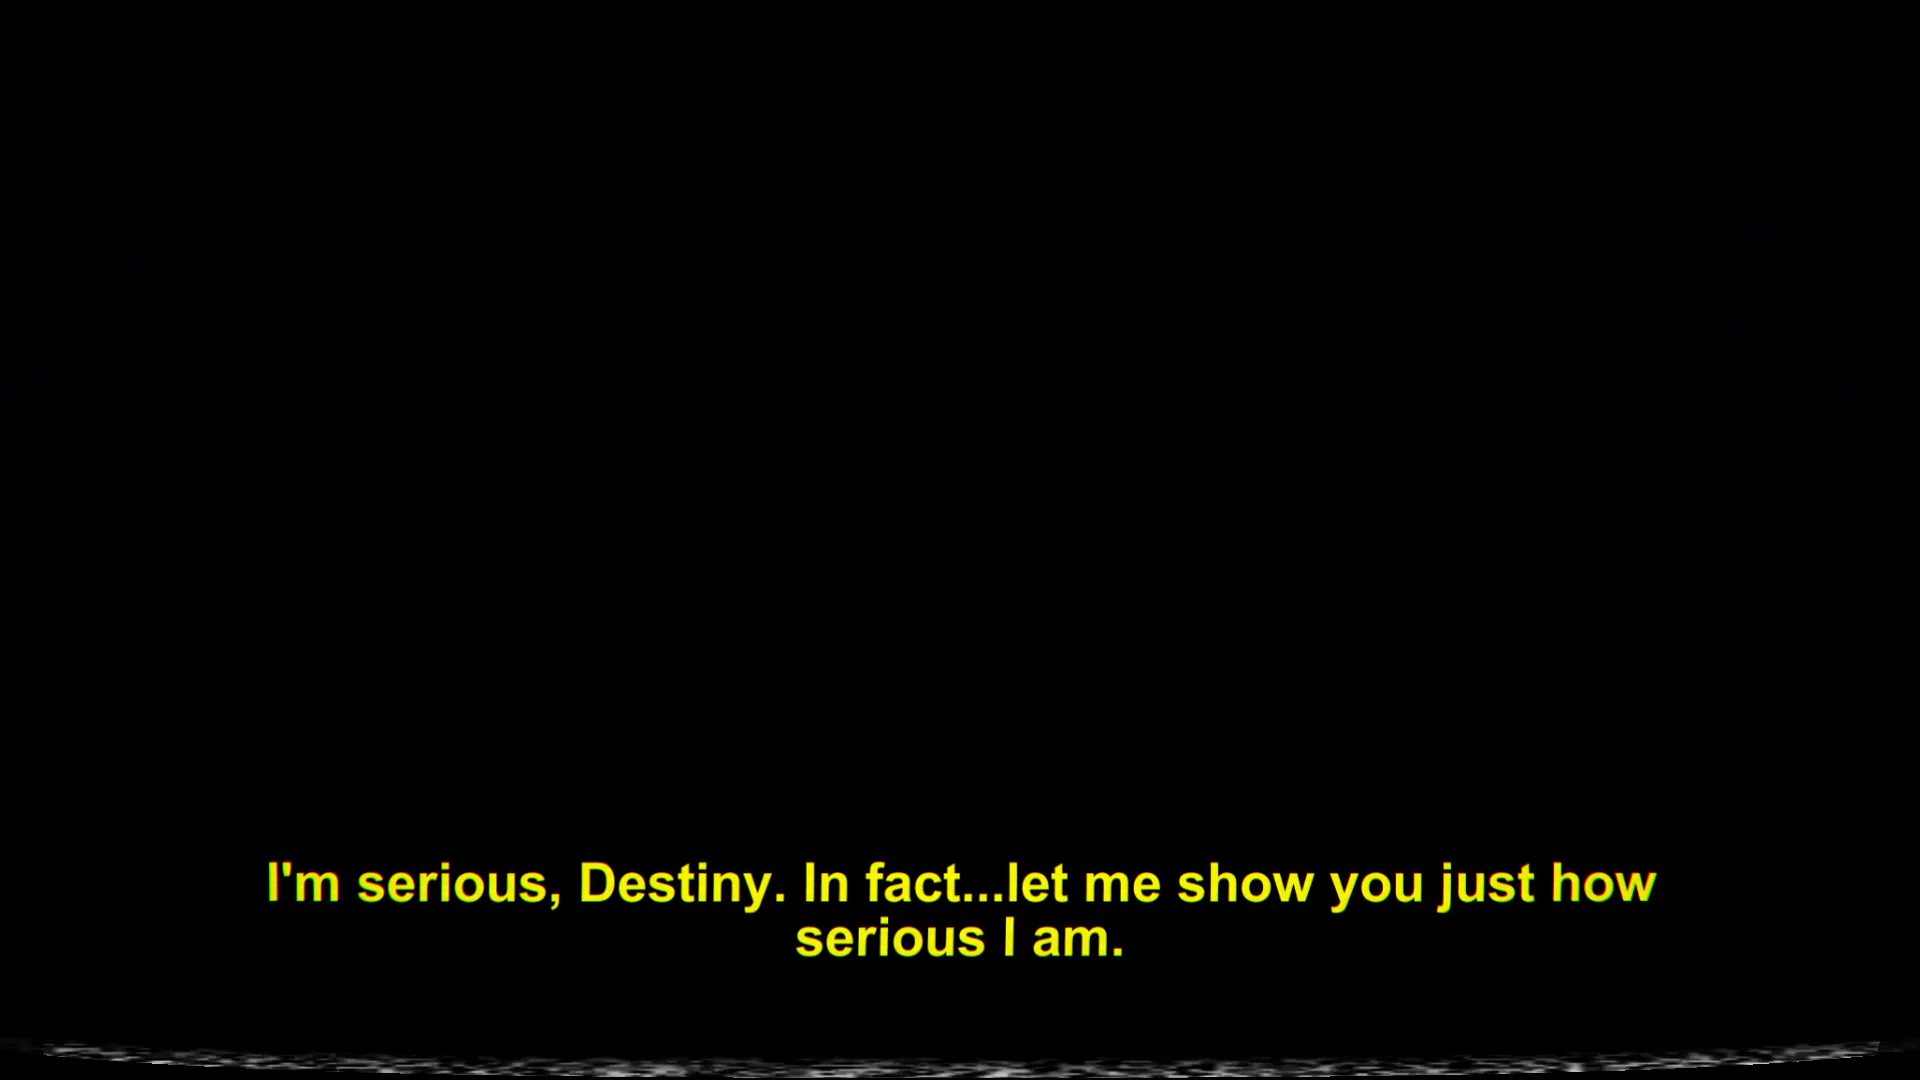 I'm serious, Destiny. In fact...let me show you just how
serious I am.